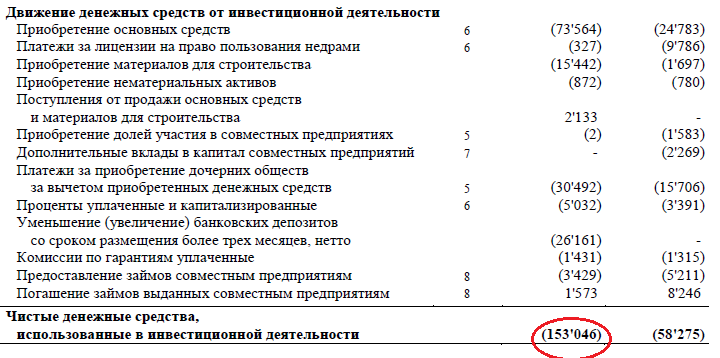 Движение денежных средств от инвестиционной деятельности
Приобретение основных средств 6 (73'564) (24'783)
Платежи за лицензии на право пользования недрами 6 (327) (9'786)
Приобретение материалов для строительства (15'442) (1'697)
Приобретение нематериальных активов (872) (780)
Поступления от продажи основных средств
и материалов для строительства 2'133 -
Приобретение долей участия в совместных предприятиях 5 (2) (1'583)
Дополнительные вклады в капитал совместных предприятий 7 - (2'269)
Платежи за приобретение дочерних обществ
за вычетом приобретенных денежных средств 5 (30'492) (15'706)
Проценты уплаченные и капитализированные 6 (5'032) (3'391)
Уменьшение (увеличение) банковских депозитов
со сроком размещения более трех месяцев, нетто (26'161) -
Комиссии по гарантиям уплаченные (1'431) (1'315)
Предоставление займов совместным предприятиям 8 (3'429) (5'211)
Погашение займов выданных совместным предприятиям 8 1'573 8'246
Чистые денежные средства,
использованные в инвестиционной деятельности (153'046) (58'275)